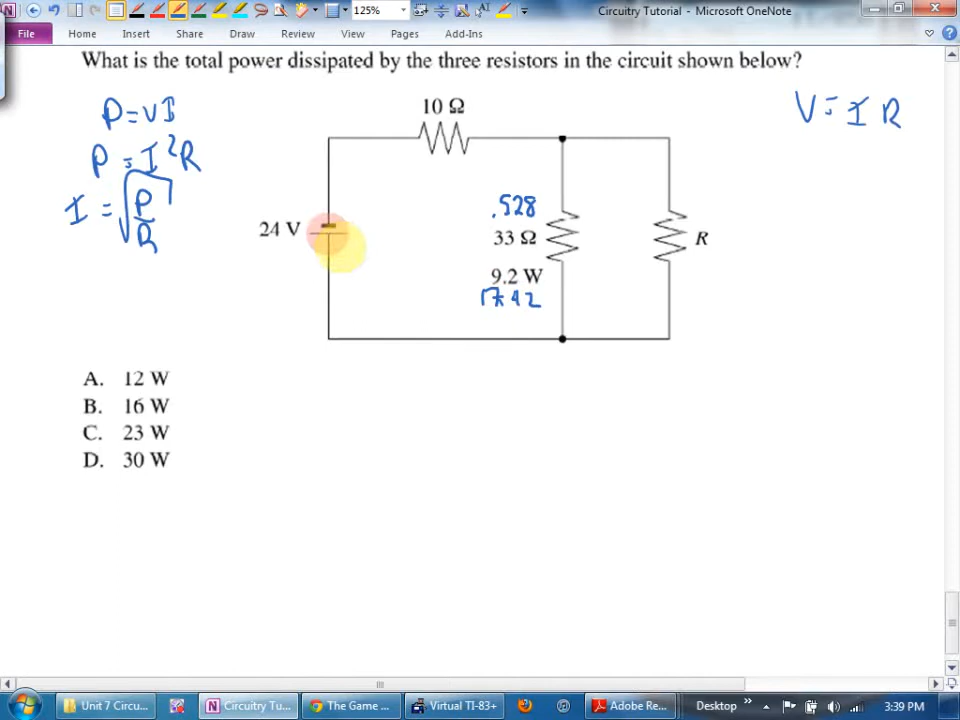 125%
Circuitry Tutorial - Microsoft OneNote
File Home Insert Share Draw Review View Pages Add-Ins
What is the total power dissipated by the three resistors in the circuit shown below?
P = VI
P = I²R
I = √P/R
V = I R
10 Ω
24 V
.528
33 Ω
9.2 W
R
A. 12 W
B. 16 W
C. 23 W
D. 30 W
Unit 7 Circu... Circuitry Tu... The Game ... Virtual TI-83+ Adobe Re... Desktop » 3:39 PM